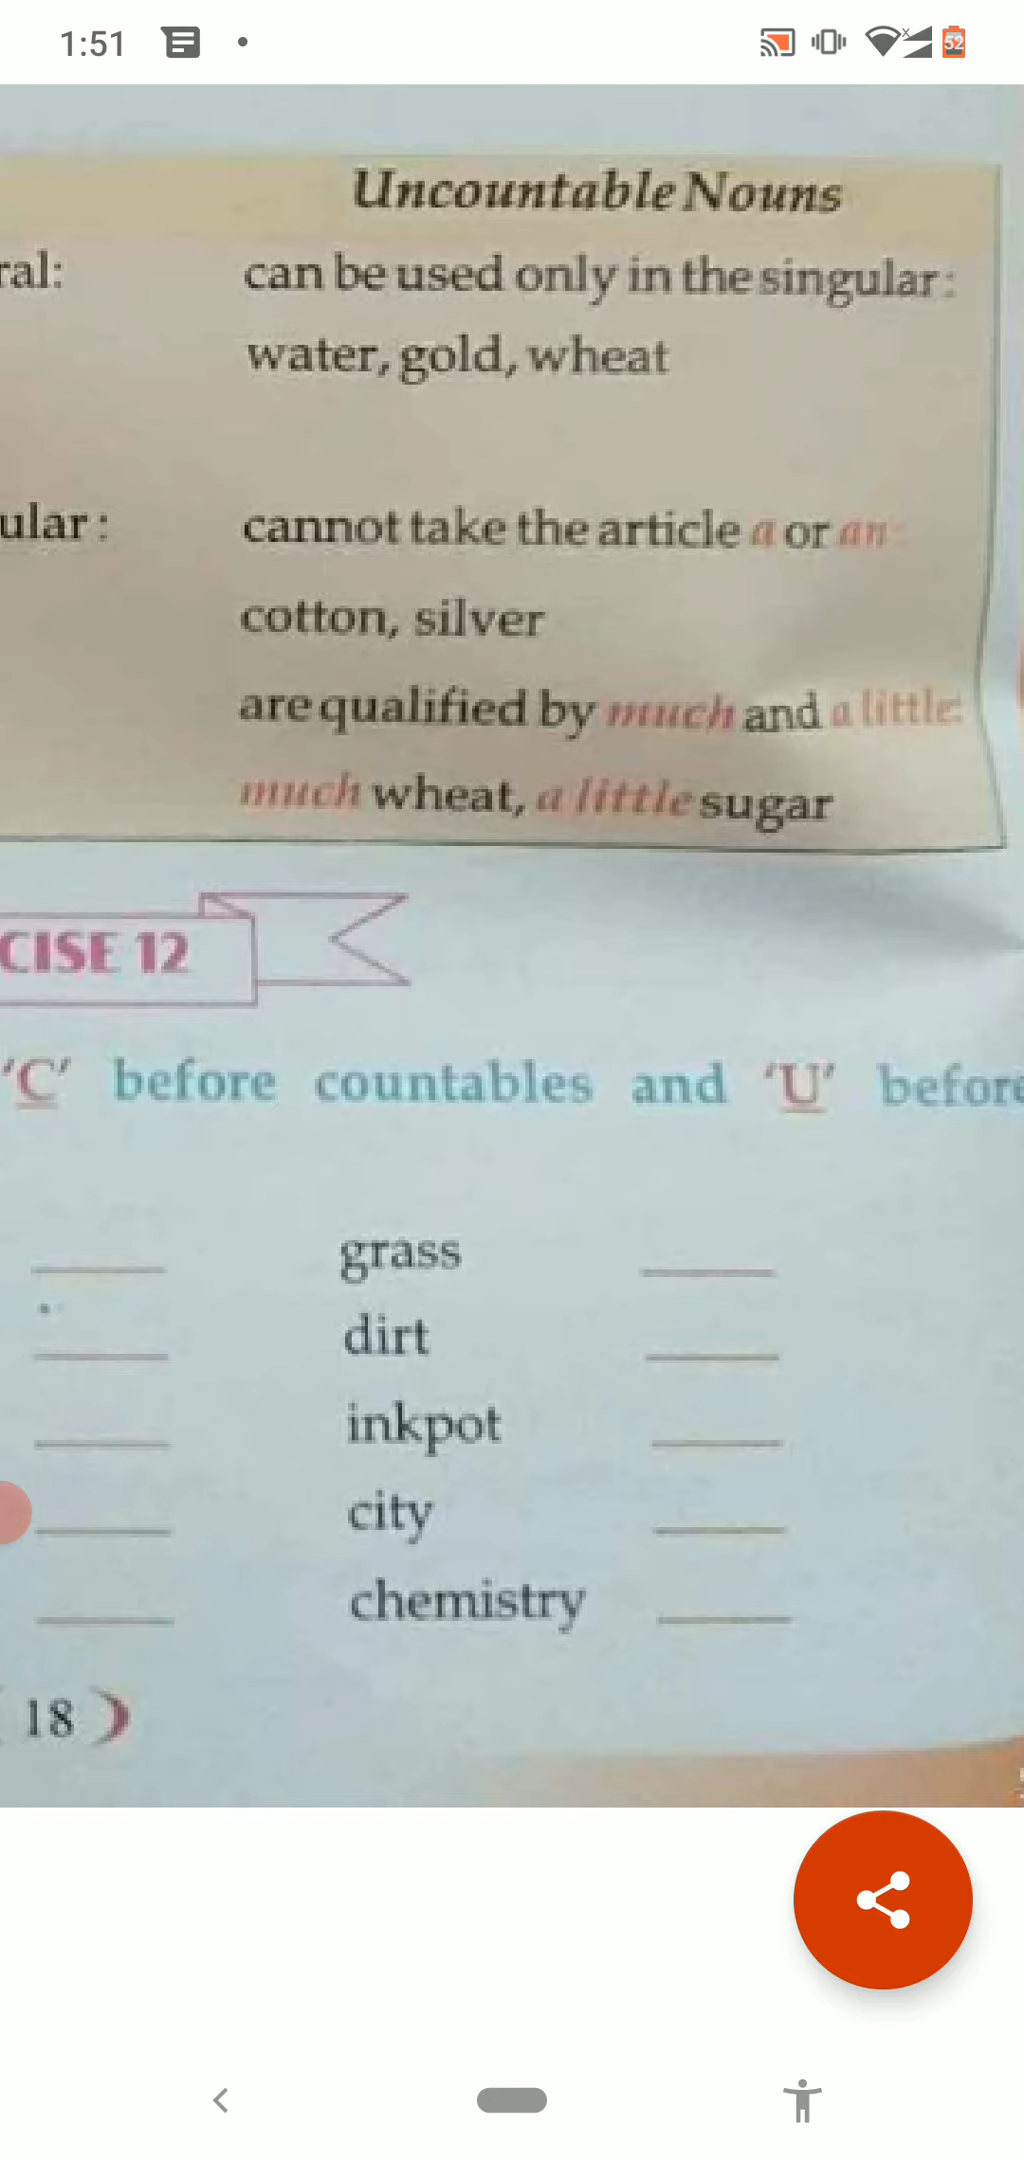 1:51
52
Uncountable Nouns
ral:
can be used only in the singular:
water, gold, wheat
ular:
cannot take the article a or an:
cotton, silver
are qualified by much and a little:
much wheat, a little sugar
CISE 12
'C' before countables and 'U' before
grass
dirt
inkpot
city
chemistry
18